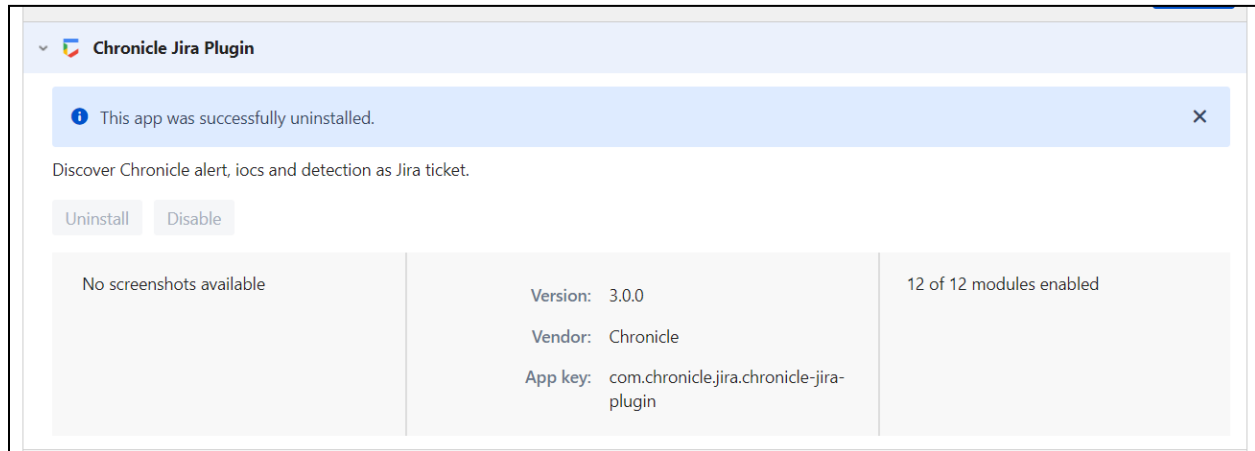 Chronicle Jira Plugin
This app was successfully uninstalled.
Discover Chronicle alert, iocs and detection as Jira ticket.
Uninstall Disable
No screenshots available
Version: 3.0.0
Vendor: Chronicle
App key: com.chronicle.jira.chronicle-jira-
plugin
12 of 12 modules enabled